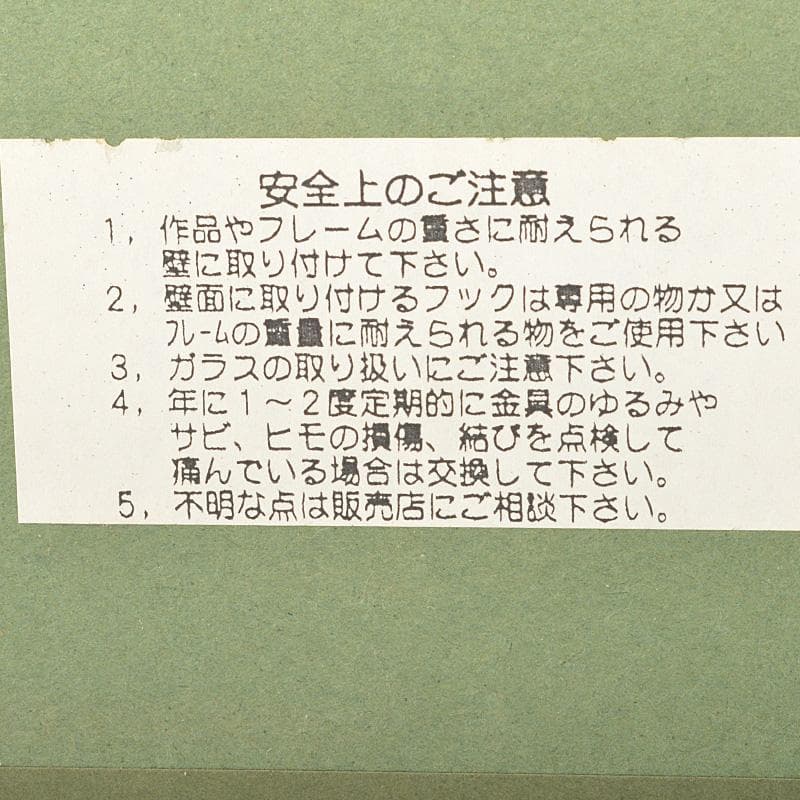 安全上のご注意
1, 作品やフレームの重さに耐えられる
壁に取り付けて下さい。
2, 壁面に取り付けるフックは専用の物か又は
ﾌﾚｰﾑの重量に耐えられる物をご使用下さい
3, ガラスの取り扱いにご注意下さい。
4, 年に1～2度定期的に金具のゆるみや
サビ、ヒモの損傷、結びを点検して
痛んでいる場合は交換して下さい。
5, 不明な点は販売店にご相談下さい。